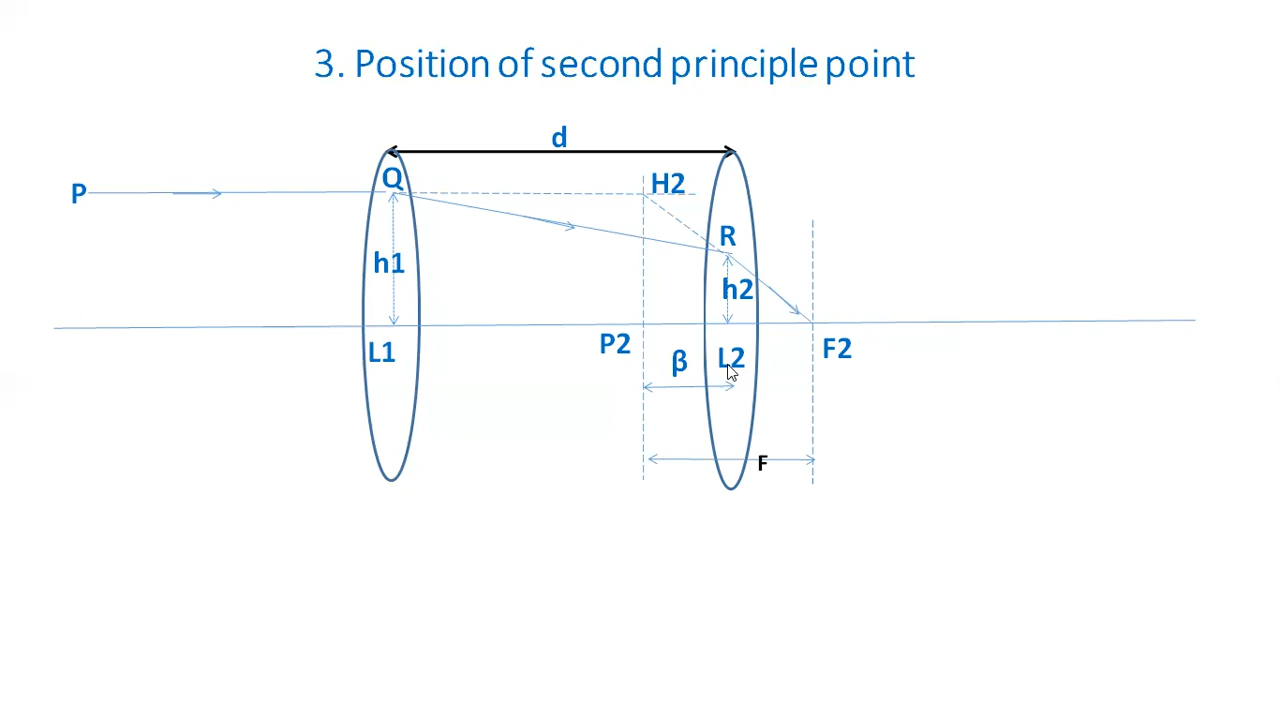 3. Position of second principle point
d
P
Q
H2
R
h1
h2
P2
F2
L1
β
L2
F